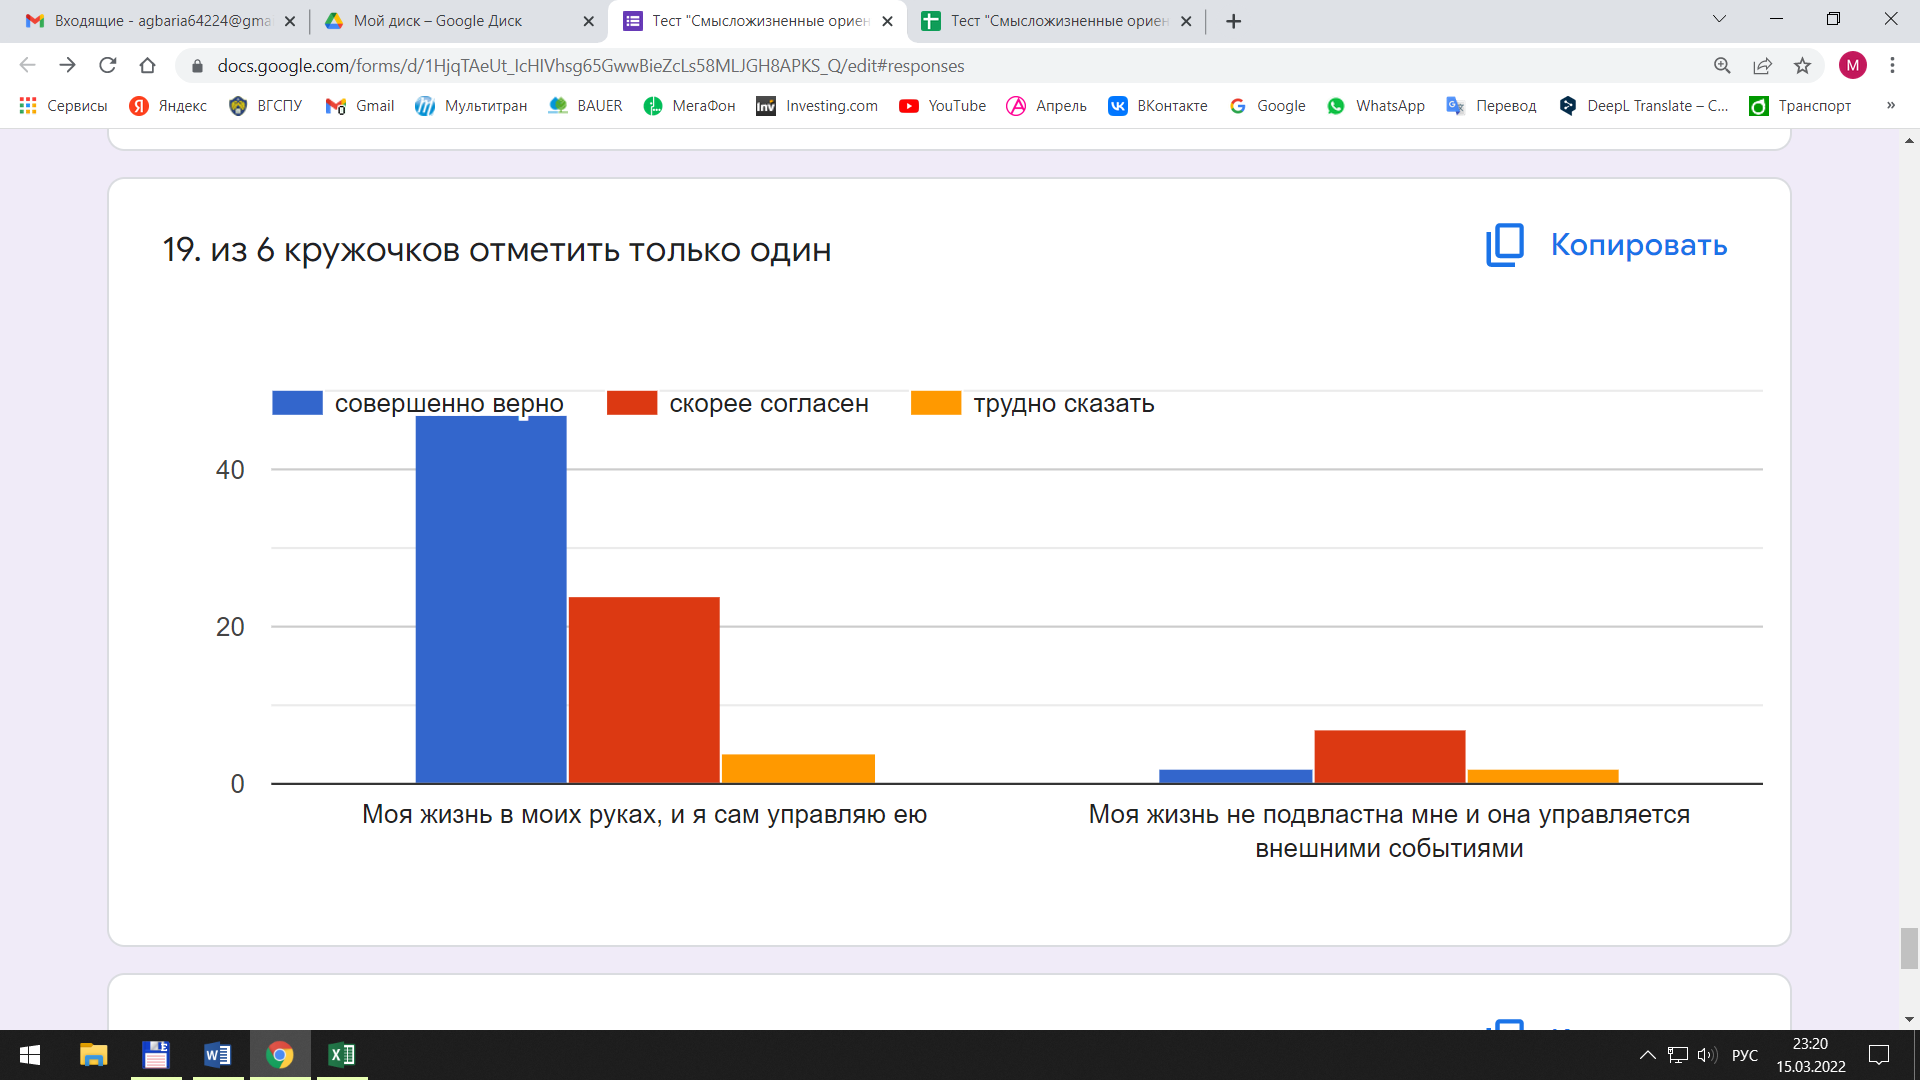 Входящие - agbaria64224@gma
Мой диск – Google Диск
Тест "Смысложизненные ориен
Тест "Смысложизненные ориен
docs.google.com/forms/d/1HjqTAeUt_IcHIVhsg65GwwBieZcLs58MLJGH8APKS_Q/edit#responses
M
Сервисы Яндекс ВГСПУ Gmail Мультитран BAUER МегаФон Investing.com YouTube Апрель ВКонтакте Google WhatsApp Перевод DeepL Translate – C... Транспорт »
19. из 6 кружочков отметить только один
Копировать
совершенно верно скорее согласен трудно сказать
40
20
0
Моя жизнь в моих руках, и я сам управляю ею
Моя жизнь не подвластна мне и она управляется
внешними событиями
РУС
23:20
15.03.2022